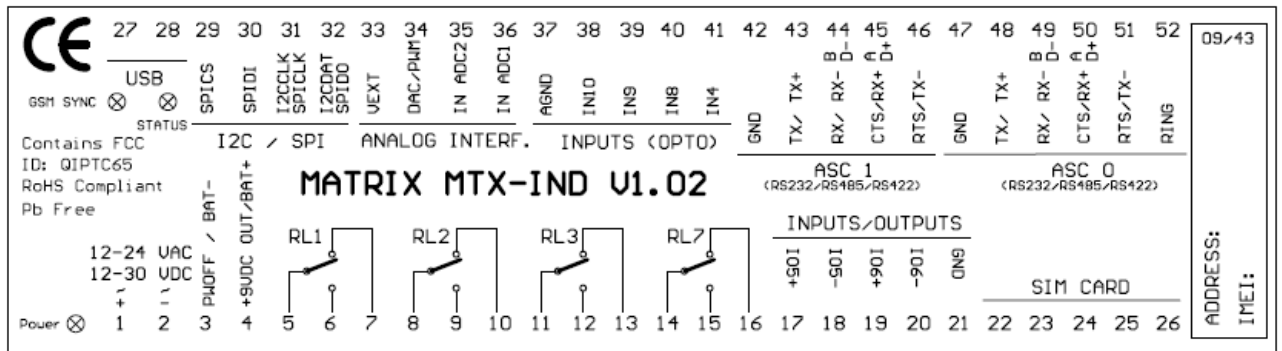 CE
27 28 29 30 31 32 33 34 35 36 37 38 39 40 41 42 43 44 45 46 47 48 49 50 51 52
USB
GSM SYNC
STATUS
SPICS
SPIDI
I2CCLK
SPICLK
I2CDAT
SPIDO
I2C / SPI
VEXT
DAC/PWM
IN ADC2
IN ADC1
ANALOG INTERF.
AGND
IN10
IN9
IN8
IN4
INPUTS (OPTO)
GND
TX/ TX+
RX/ RX- B D-
CTS/RX+ A D+
RTS/TX-
ASC 1
(RS232/RS485/RS422)
GND
TX/ TX+
RX/ RX- B D-
CTS/RX+ A D+
RTS/TX-
RING
ASC 0
(RS232/RS485/RS422)
09/43
ADDRESS:
IMEI:
Contains FCC
ID: QIPTC65
RoHS Compliant
Pb Free
MATRIX MTX-IND V1.02
12-24 VAC
12-30 VDC
~ ~
+ -
PWOFF / BAT-
+9VDC OUT/BAT+
RL1
RL2
RL3
RL7
INPUTS/OUTPUTS
IO5+
IO5-
IO6+
IO6-
GND
SIM CARD
Power
1 2 3 4 5 6 7 8 9 10 11 12 13 14 15 16 17 18 19 20 21 22 23 24 25 26